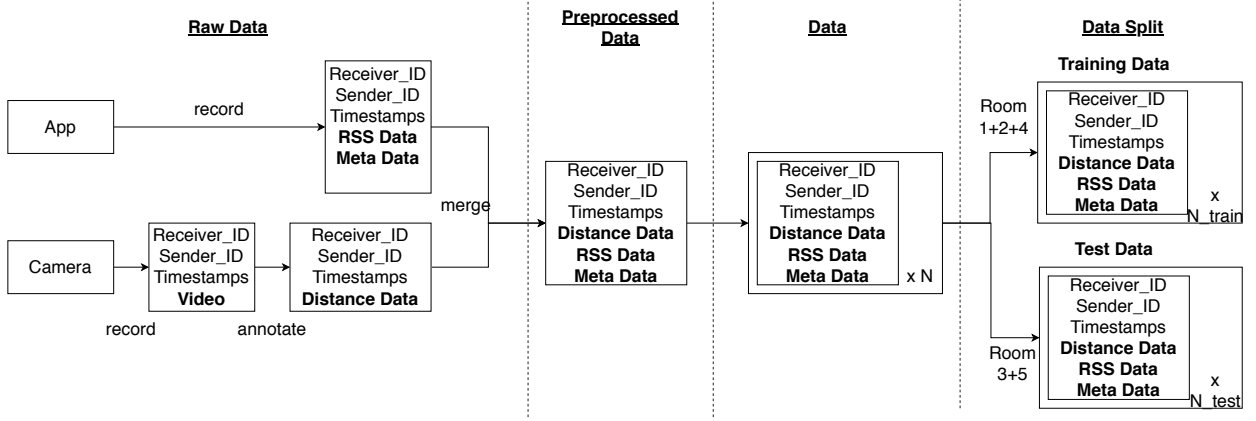 Raw Data
Preprocessed
Data
Data
Data Split
App
record
Receiver_ID
Sender_ID
Timestamps
RSS Data
Meta Data
Camera
record
Receiver_ID
Sender_ID
Timestamps
Video
annotate
Receiver_ID
Sender_ID
Timestamps
Distance Data
merge
Receiver_ID
Sender_ID
Timestamps
Distance Data
RSS Data
Meta Data
Receiver_ID
Sender_ID
Timestamps
Distance Data
RSS Data
Meta Data
x N
Training Data
Room
1+2+4
Receiver_ID
Sender_ID
Timestamps
Distance Data
RSS Data
Meta Data
x
N_train
Test Data
Room
3+5
Receiver_ID
Sender_ID
Timestamps
Distance Data
RSS Data
Meta Data
x
N_test